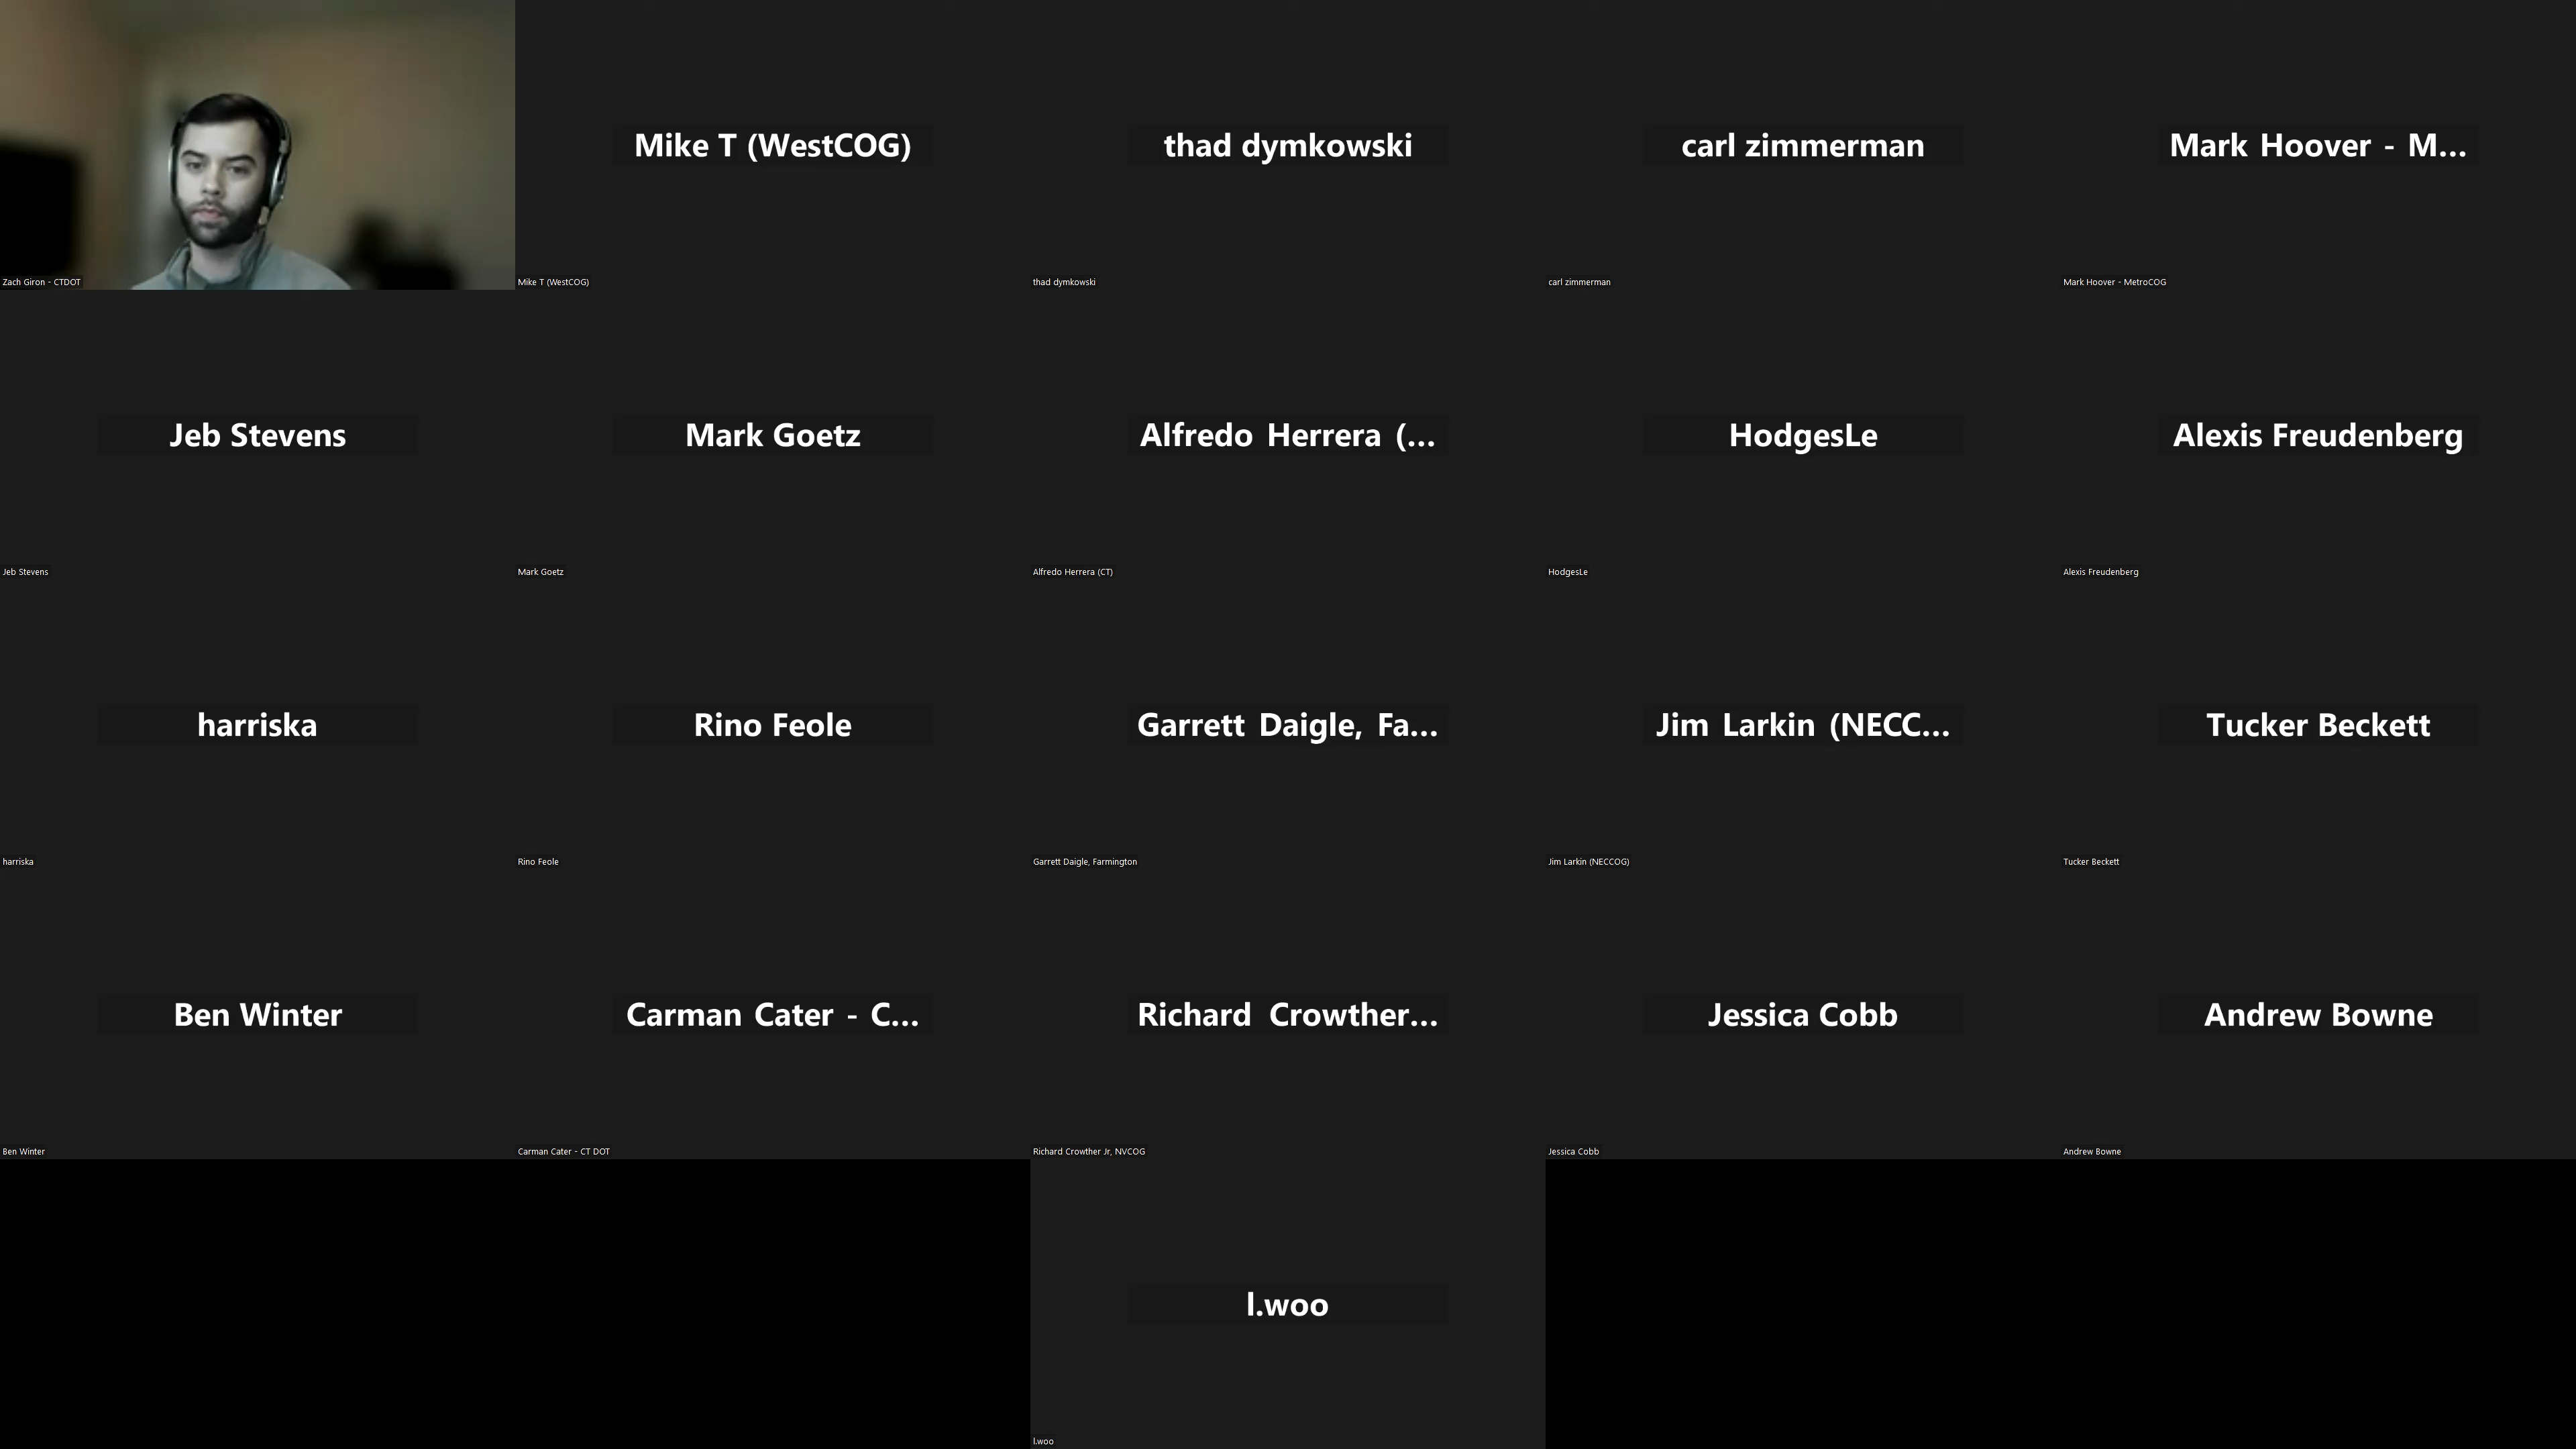 Zach Giron - CTDOT
Mike T (WestCOG)
Mike T (WestCOG)
thad dymkowski
thad dymkowski
carl zimmerman
carl zimmerman
Mark Hoover - M...
Mark Hoover - MetroCOG
Jeb Stevens
Jeb Stevens
Mark Goetz
Mark Goetz
Alfredo Herrera (...
Alfredo Herrera (CT)
HodgesLe
HodgesLe
Alexis Freudenberg
Alexis Freudenberg
harriska
harriska
Rino Feole
Rino Feole
Garrett Daigle, Fa...
Garrett Daigle, Farmington
Jim Larkin (NECC...
Jim Larkin (NECCOG)
Tucker Beckett
Tucker Beckett
Ben Winter
Ben Winter
Carman Cater - C...
Carman Cater - CT DOT
Richard Crowther...
Richard Crowther Jr, NVCOG
Jessica Cobb
Jessica Cobb
Andrew Bowne
Andrew Bowne
l.woo
l.woo